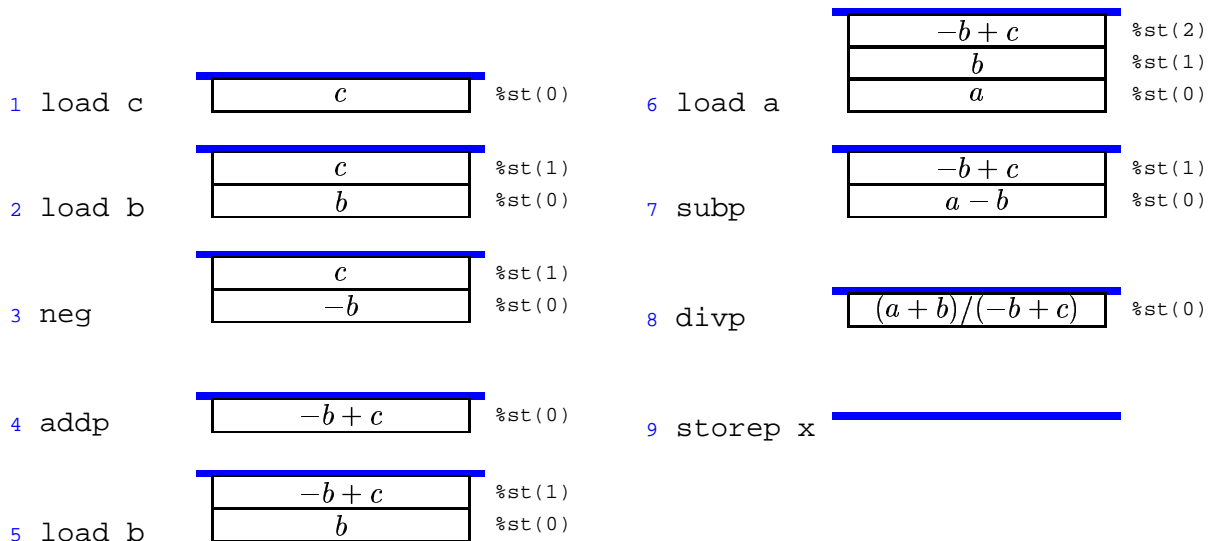 1 load c
c %st(0)
2 load b
c %st(1)
b %st(0)
3 neg
c %st(1)
−b %st(0)
4 addp
−b + c %st(0)
5 load b
−b + c %st(1)
b %st(0)
6 load a
−b + c %st(2)
b %st(1)
a %st(0)
7 subp
−b + c %st(1)
a − b %st(0)
8 divp
(a + b)/(−b + c) %st(0)
9 storep x